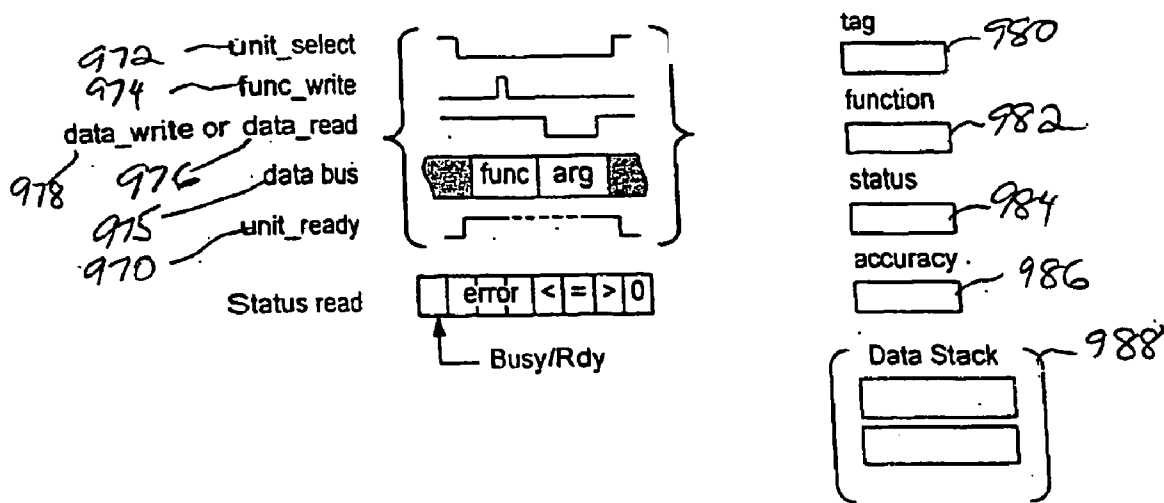 972 unit_select
974 func_write
data_write or data_read
978 976 data bus
975 unit_ready
970
func arg
Status read
error < = > 0
Busy/Rdy
tag 980
function 982
status 984
accuracy 986
Data Stack 988